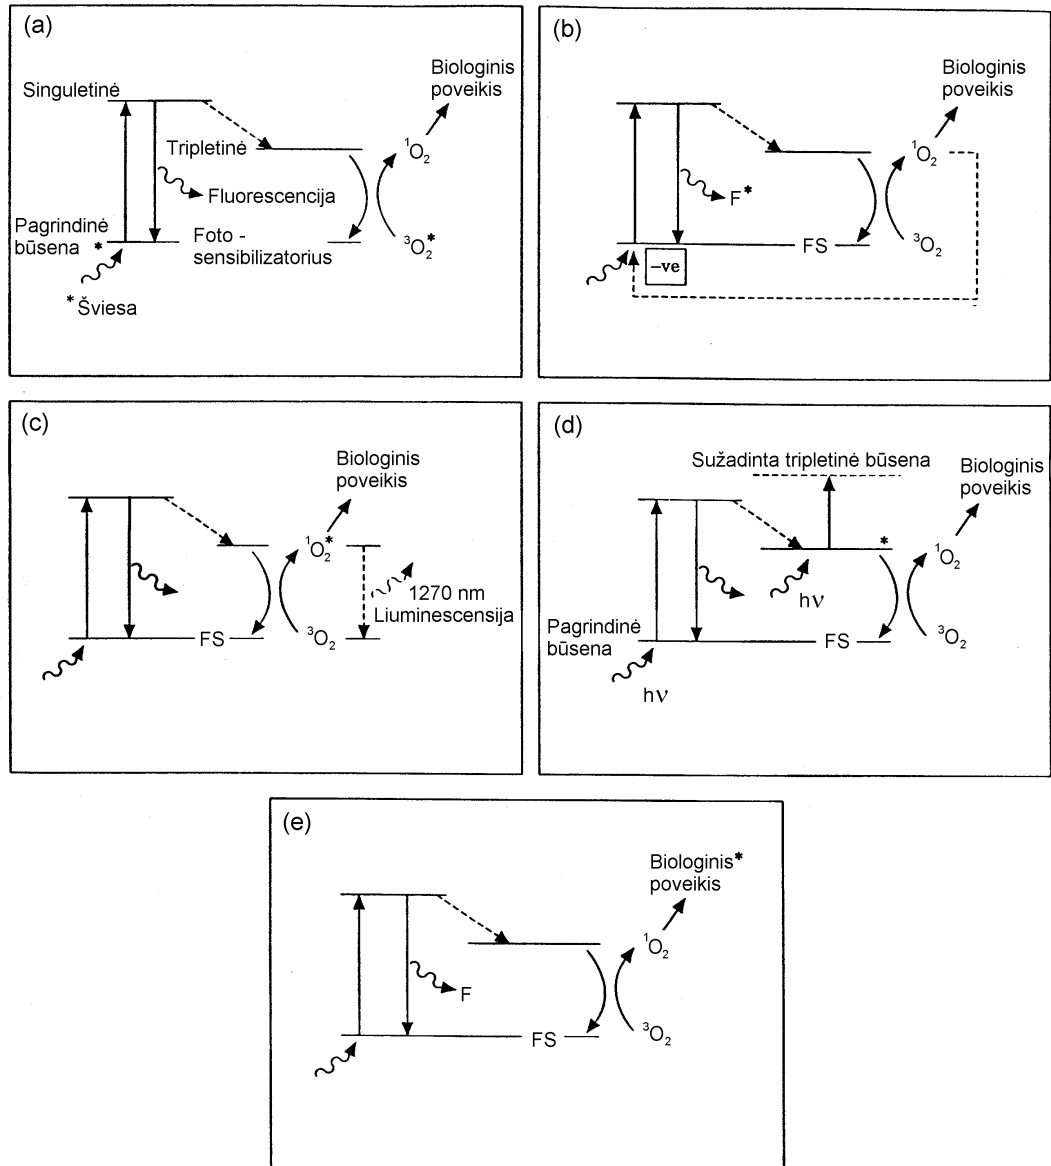 (a)
Biologinis
poveikis
Singuletinė
Tripletinė
¹O₂
Fluorescencija
Pagrindinė
būsena *
Foto -
sensibilizatorius
³O₂*
*Šviesa
(b)
Biologinis
poveikis
¹O₂
F*
FS
³O₂
–ve
(c)
Biologinis
poveikis
¹O₂*
1270 nm
Liuminescensija
FS
³O₂
(d)
Sužadinta tripletinė būsena
Biologinis
poveikis
*
¹O₂
hν
Pagrindinė
būsena
FS
³O₂
hν
(e)
Biologinis*
poveikis
¹O₂
F
FS
³O₂